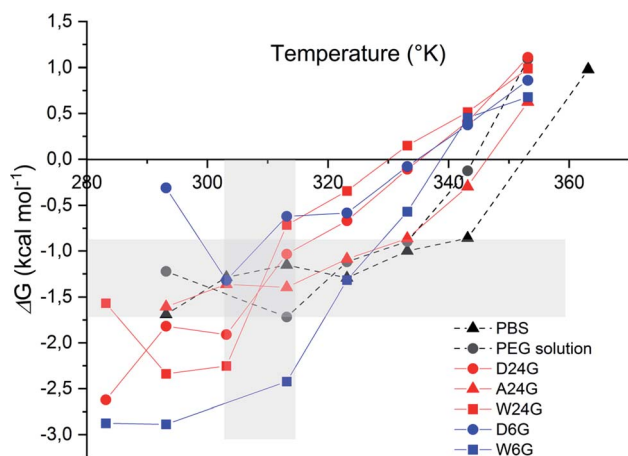 1,5
1,0
0,5
0,0
-0,5
-1,0
-1,5
-2,0
-2,5
-3,0
ΔG (kcal mol-1)
Temperature (°K)
280 300 320 340 360
PBS
PEG solution
D24G
A24G
W24G
D6G
W6G